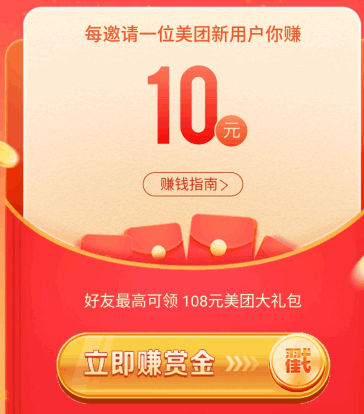 每邀请一位美团新用户你赚
10元
赚钱指南>
好友最高可领 108元美团大礼包
立即赚赏金 》》》 戳